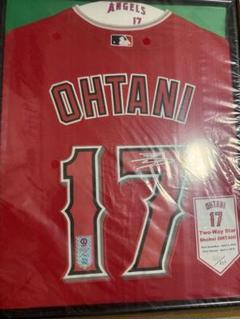 ANGELS
17
OHTANI
17
OHTANI
17
Two-Way Star
Shohei OHTANI